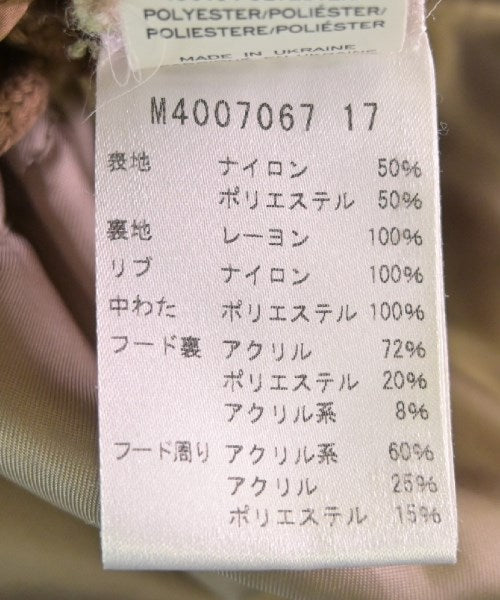 POLYESTER/POLIÉSTER/
POLIESTERE/POLIÉSTER
MADE IN UKRAINE
M4007067 17
表地 ナイロン 50%
ポリエステル 50%
裏地 レーヨン 100%
リブ ナイロン 100%
中わた ポリエステル 100%
フード裏 アクリル 72%
ポリエステル 20%
アクリル系 8%
フード周り アクリル系 60%
アクリル 25%
ポリエステル 15%